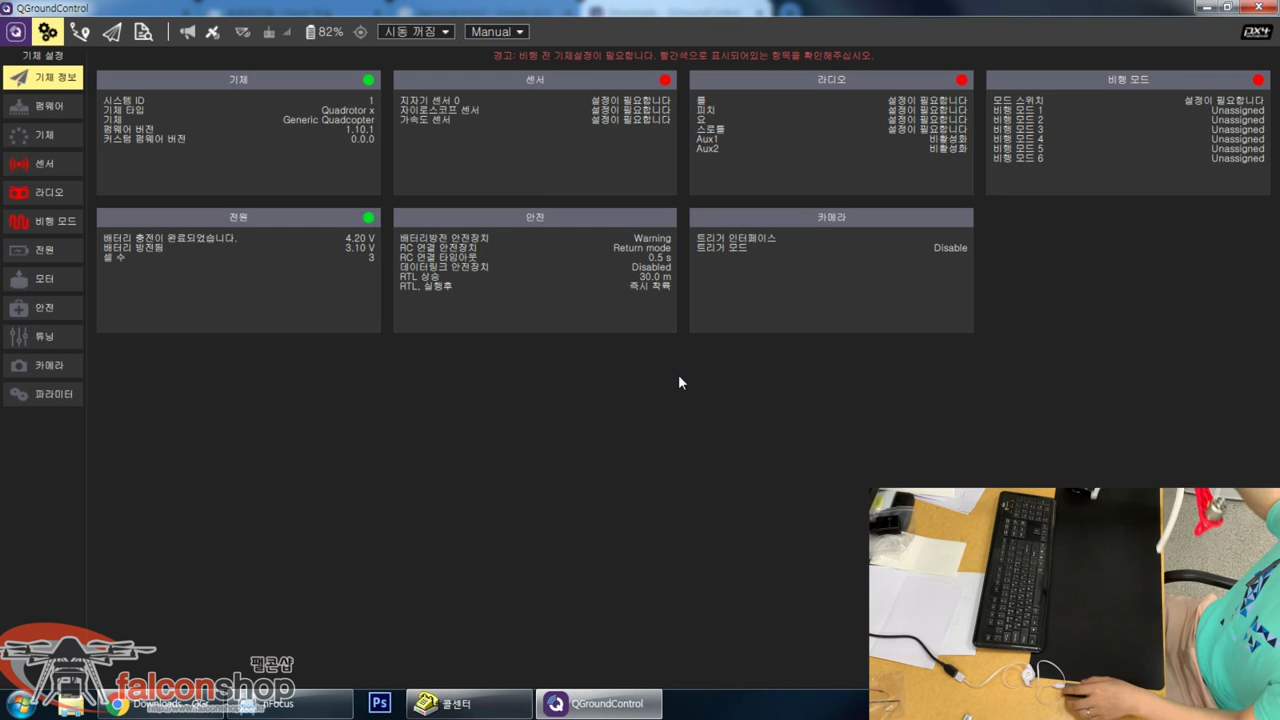 QGroundControl
82% 시동 꺼짐 Manual PX4
기체 설정
경고: 비행 전 기체설정이 필요합니다. 빨간색으로 표시되어있는 항목을 확인해주십시오.
기체 정보
펌웨어
기체
센서
라디오
비행 모드
전원
모터
안전
튜닝
카메라
파라미터
기체
시스템 ID 1
기체 타입 Quadrotor x
기체 Generic Quadcopter
펌웨어 버전 1.10.1
커스텀 펌웨어 버전 0.0.0
센서
지자기 센서 0 설정이 필요합니다
자이로스코프 센서 설정이 필요합니다
가속도 센서 설정이 필요합니다
라디오
롤 설정이 필요합니다
피치 설정이 필요합니다
요 설정이 필요합니다
스로틀 설정이 필요합니다
Aux1 비활성화
Aux2 비활성화
비행 모드
모드 스위치 설정이 필요합니다
비행 모드 1 Unassigned
비행 모드 2 Unassigned
비행 모드 3 Unassigned
비행 모드 4 Unassigned
비행 모드 5 Unassigned
비행 모드 6 Unassigned
전원
배터리 충전이 완료되었습니다. 4.20 V
배터리 방전됨 3.10 V
셀 수 3
안전
배터리방전 안전장치 Warning
RC 연결 안전장치 Return mode
RC 연결 타임아웃 0.5 s
데이터링크 안전장치 Disabled
RTL 상승 30.0 m
RTL, 실행후 즉시 착륙
카메라
트리거 인터페이스
트리거 모드 Disable
팰콘샵
falconshop
Ps
콜센터
QGroundControl